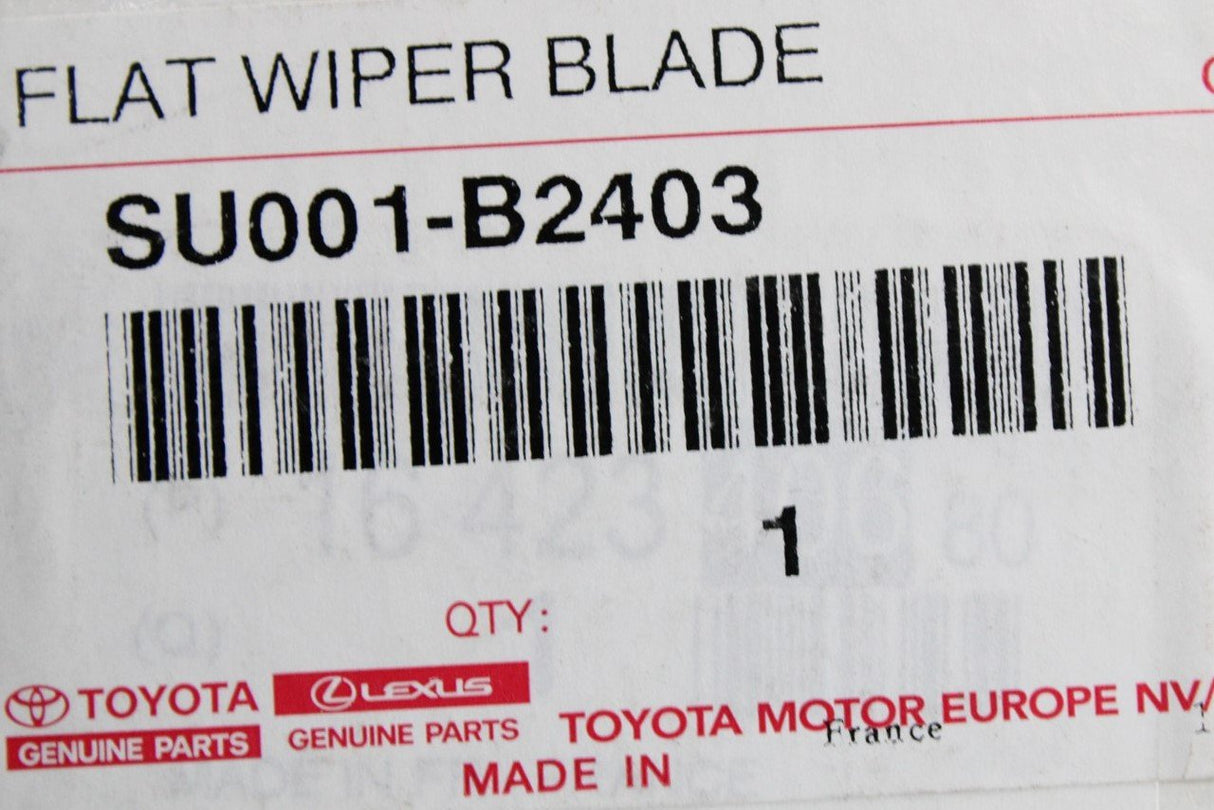 FLAT WIPER BLADE
SU001-B2403
1
QTY:
TOYOTA
GENUINE PARTS
LEXUS
GENUINE PARTS
TOYOTA MOTOR EUROPE NV/
France
MADE IN